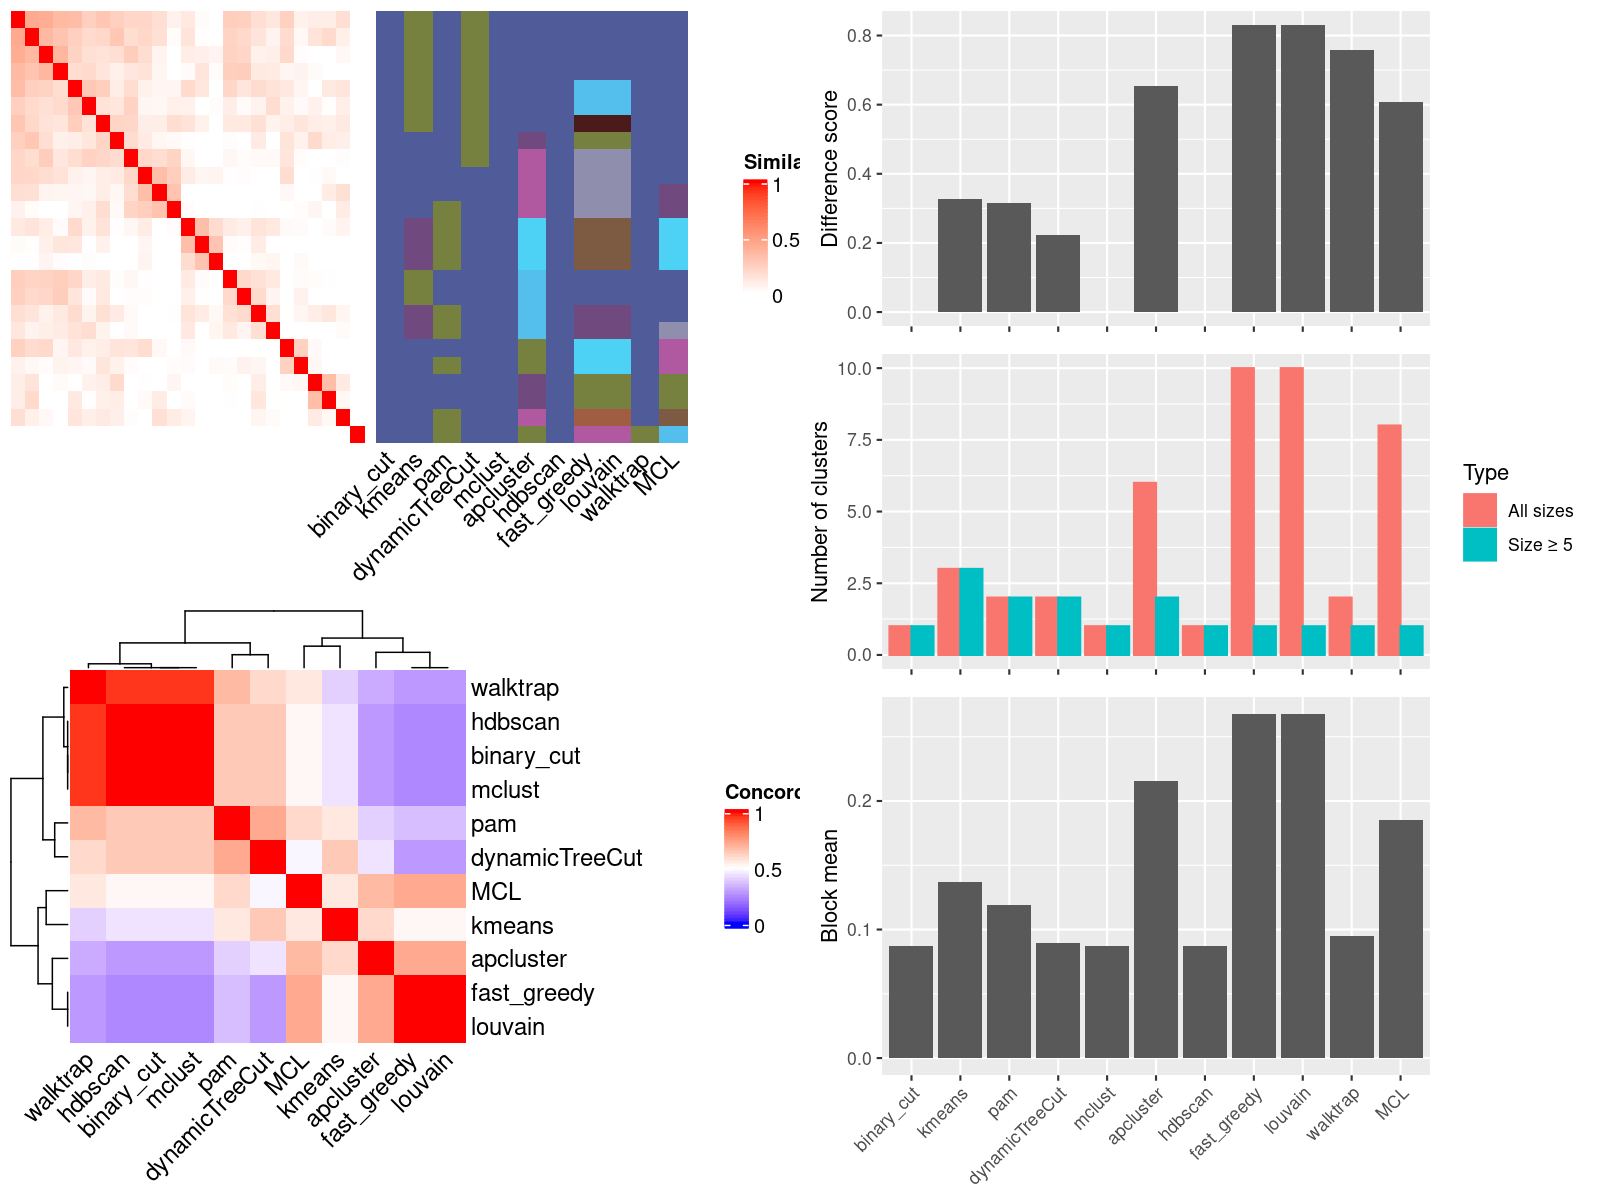 Simila
1
0.5
0
binary_cut
kmeans
pam
dynamicTreeCut
mclust
apcluster
hdbscan
fast_greedy
louvain
walktrap
MCL
Difference score
0.8
0.6
0.4
0.2
0.0
Number of clusters
10.0
7.5
5.0
2.5
0.0
Type
All sizes
Size ≥ 5
walktrap
hdbscan
binary_cut
mclust
pam
dynamicTreeCut
MCL
kmeans
apcluster
fast_greedy
louvain
walktrap
hdbscan
binary_cut
mclust
pam
dynamicTreeCut
MCL
kmeans
apcluster
fast_greedy
louvain
Concord
1
0.5
0
Block mean
0.2
0.1
0.0
binary_cut
kmeans
pam
dynamicTreeCut
mclust
apcluster
hdbscan
fast_greedy
louvain
walktrap
MCL